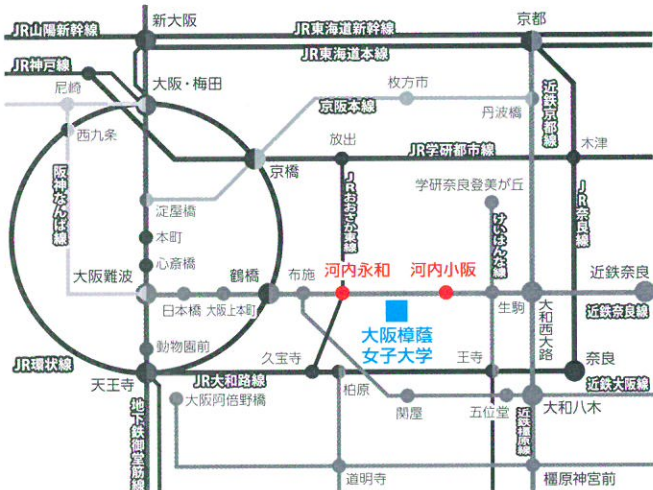 新大阪
京都
JR山陽新幹線
JR東海道新幹線
JR東海道本線
JR神戸線
尼崎
大阪・梅田
枚方市
京阪本線
丹波橋
近鉄京都線
西九条
放出
JR学研都市線
木津
京橋
阪神なんば線
淀屋橋
JRおおさか東線
学研奈良登美が丘
けいはんな線
JR奈良線
本町
心斎橋
大阪難波
鶴橋
布施
河内永和
河内小阪
近鉄奈良
日本橋
大阪上本町
生駒
大和西大路
近鉄奈良線
大阪樟蔭
女子大学
動物園前
久宝寺
王寺
奈良
JR環状線
天王寺
JR大和路線
柏原
近鉄大阪線
大阪阿倍野橋
関屋
五位堂
大和八木
地下鉄御堂筋線
近鉄橿原線
道明寺
橿原神宮前